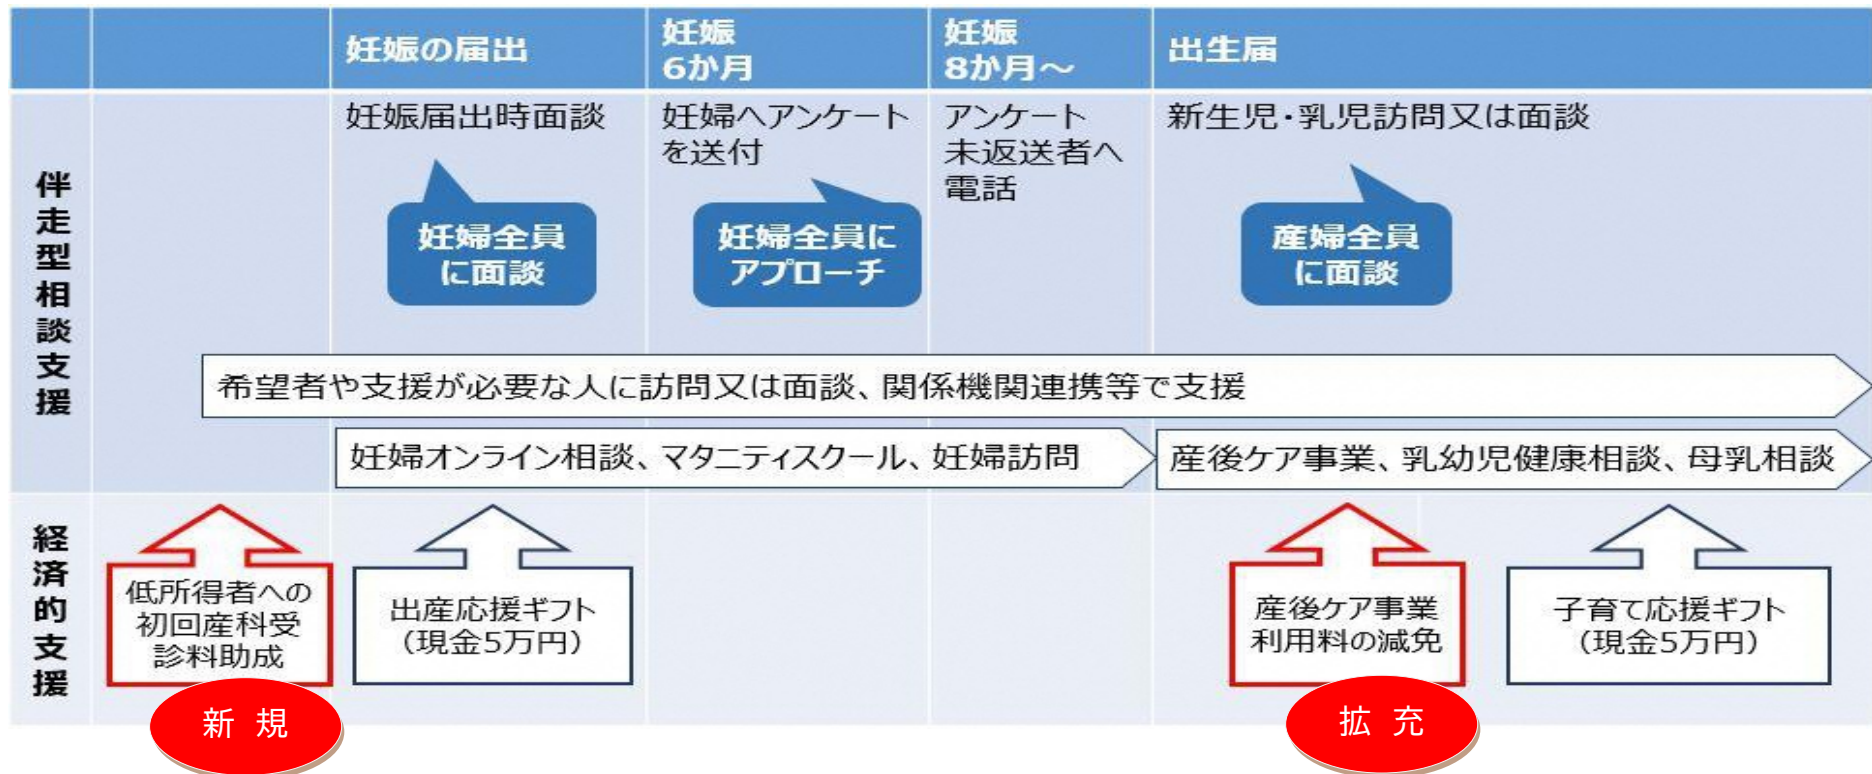 妊娠の届出
妊娠
6か月
妊娠
8か月～
出生届
伴走型相談支援
妊娠届出時面談
妊婦全員
に面談
妊婦へアンケート
を送付
妊婦全員に
アプローチ
アンケート
未返送者へ
電話
新生児・乳児訪問又は面談
産婦全員
に面談
希望者や支援が必要な人に訪問又は面談、関係機関連携等で支援
妊婦オンライン相談、マタニティスクール、妊婦訪問
産後ケア事業、乳幼児健康相談、母乳相談
経済的支援
低所得者への
初回産科受
診料助成
新 規
出産応援ギフト
（現金5万円）
産後ケア事業
利用料の減免
拡 充
子育て応援ギフト
（現金5万円）